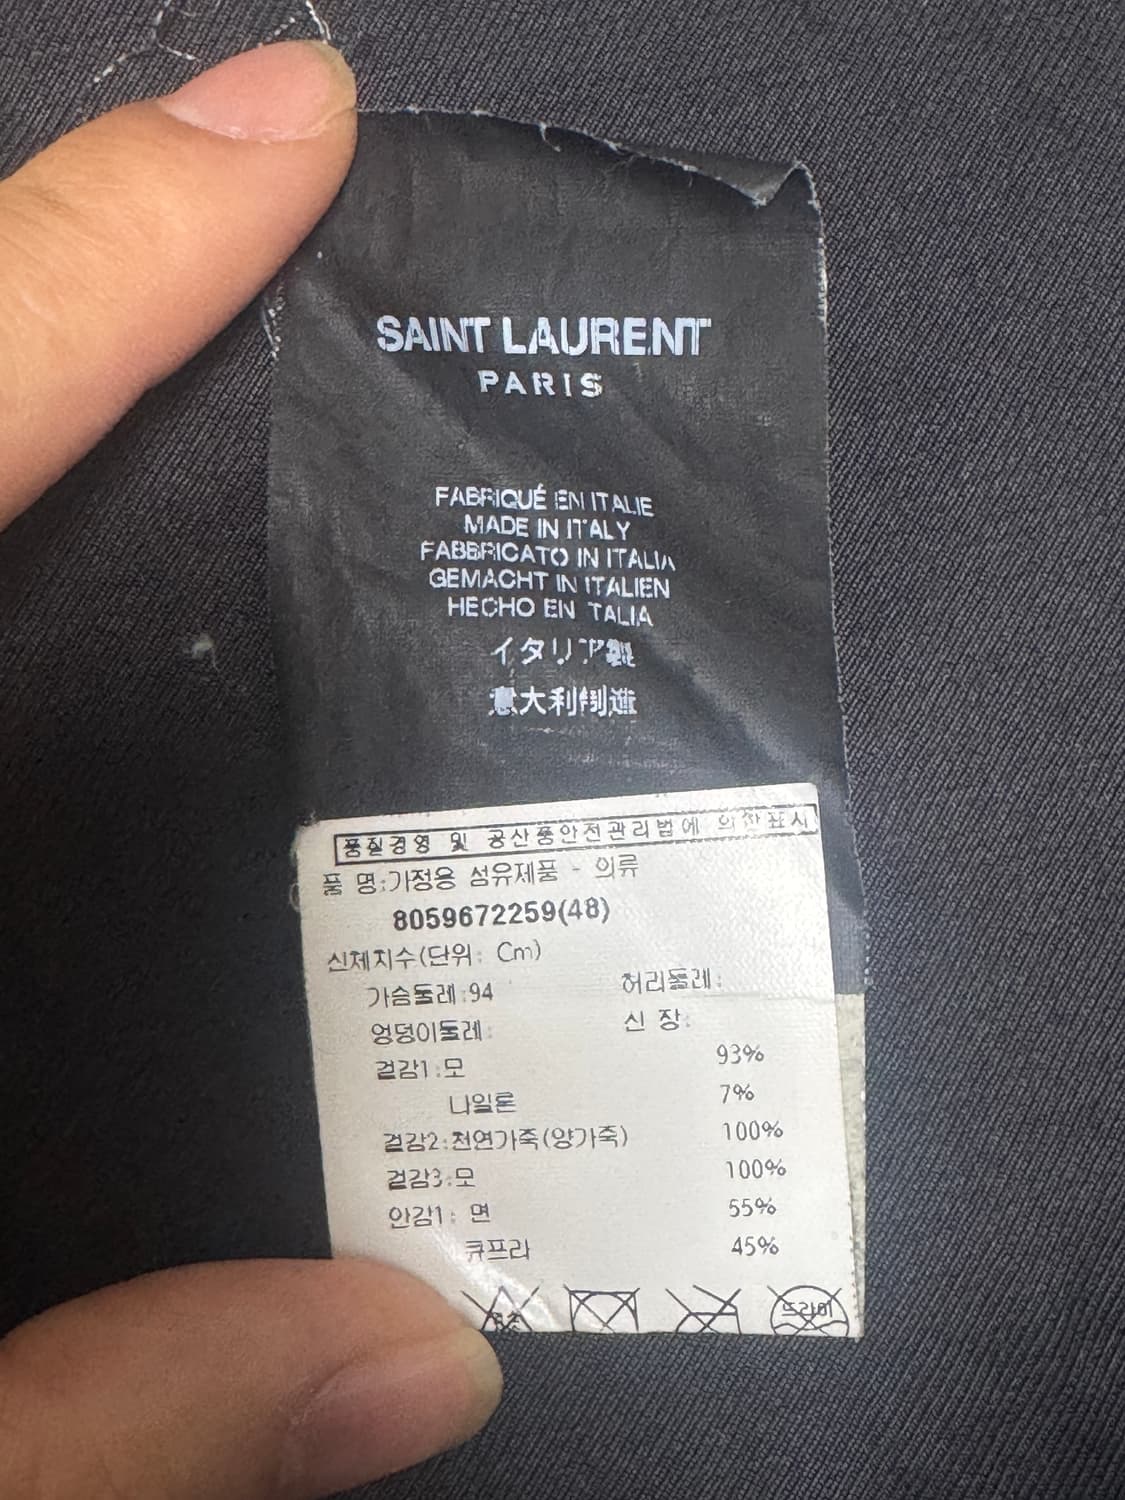 SAINT LAURENT
PARIS
FABRIQUÉ EN ITALIE
MADE IN ITALY
FABBRICATO IN ITALIA
GEMACHT IN ITALIEN
HECHO EN TALIA
イタリア製
意大利制造
품질경영 및 공산품안전관리법에 의한표시
품 명:가정용 섬유제품 - 의류
8059672259(48)
신체치수(단위: Cm)
가슴둘레:94 허리둘레:
엉덩이둘레: 신 장:
겉감1:모 93%
나일론 7%
겉감2:천연가죽(양가죽) 100%
겉감3:모 100%
안감1: 면 55%
큐프라 45%
드라이